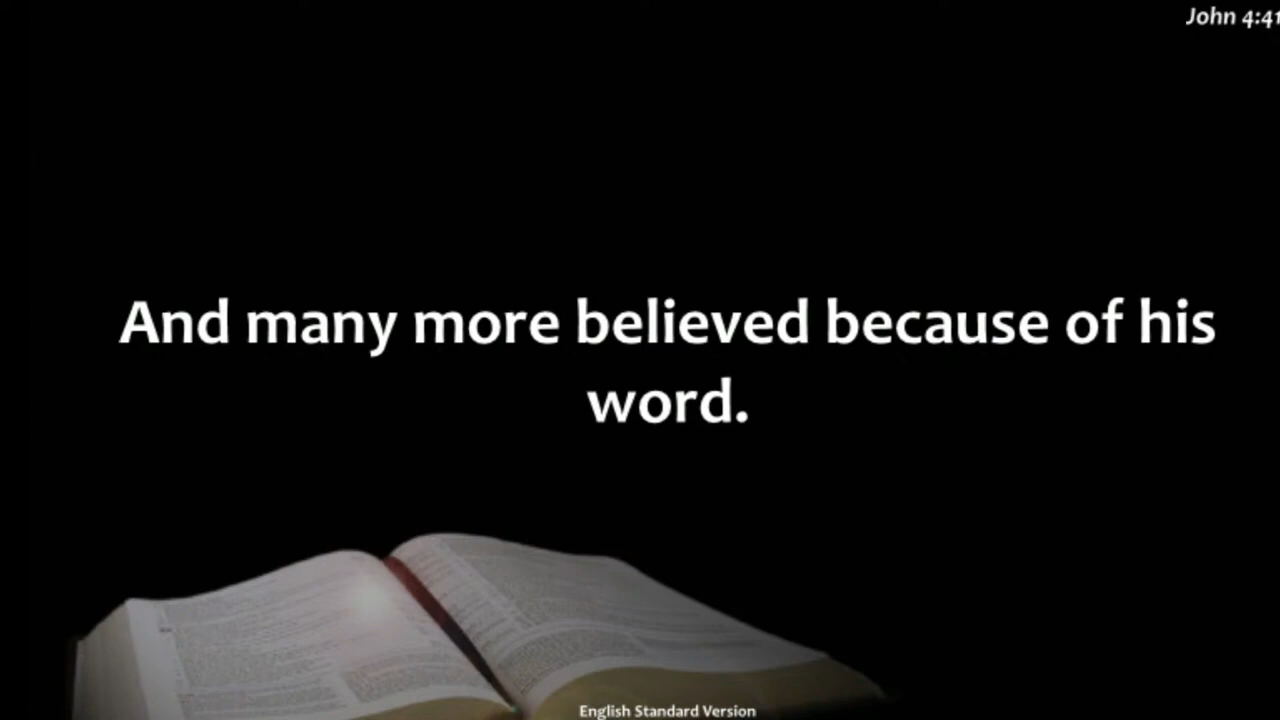 John 4:41
And many more believed because of his
word.
English Standard Version